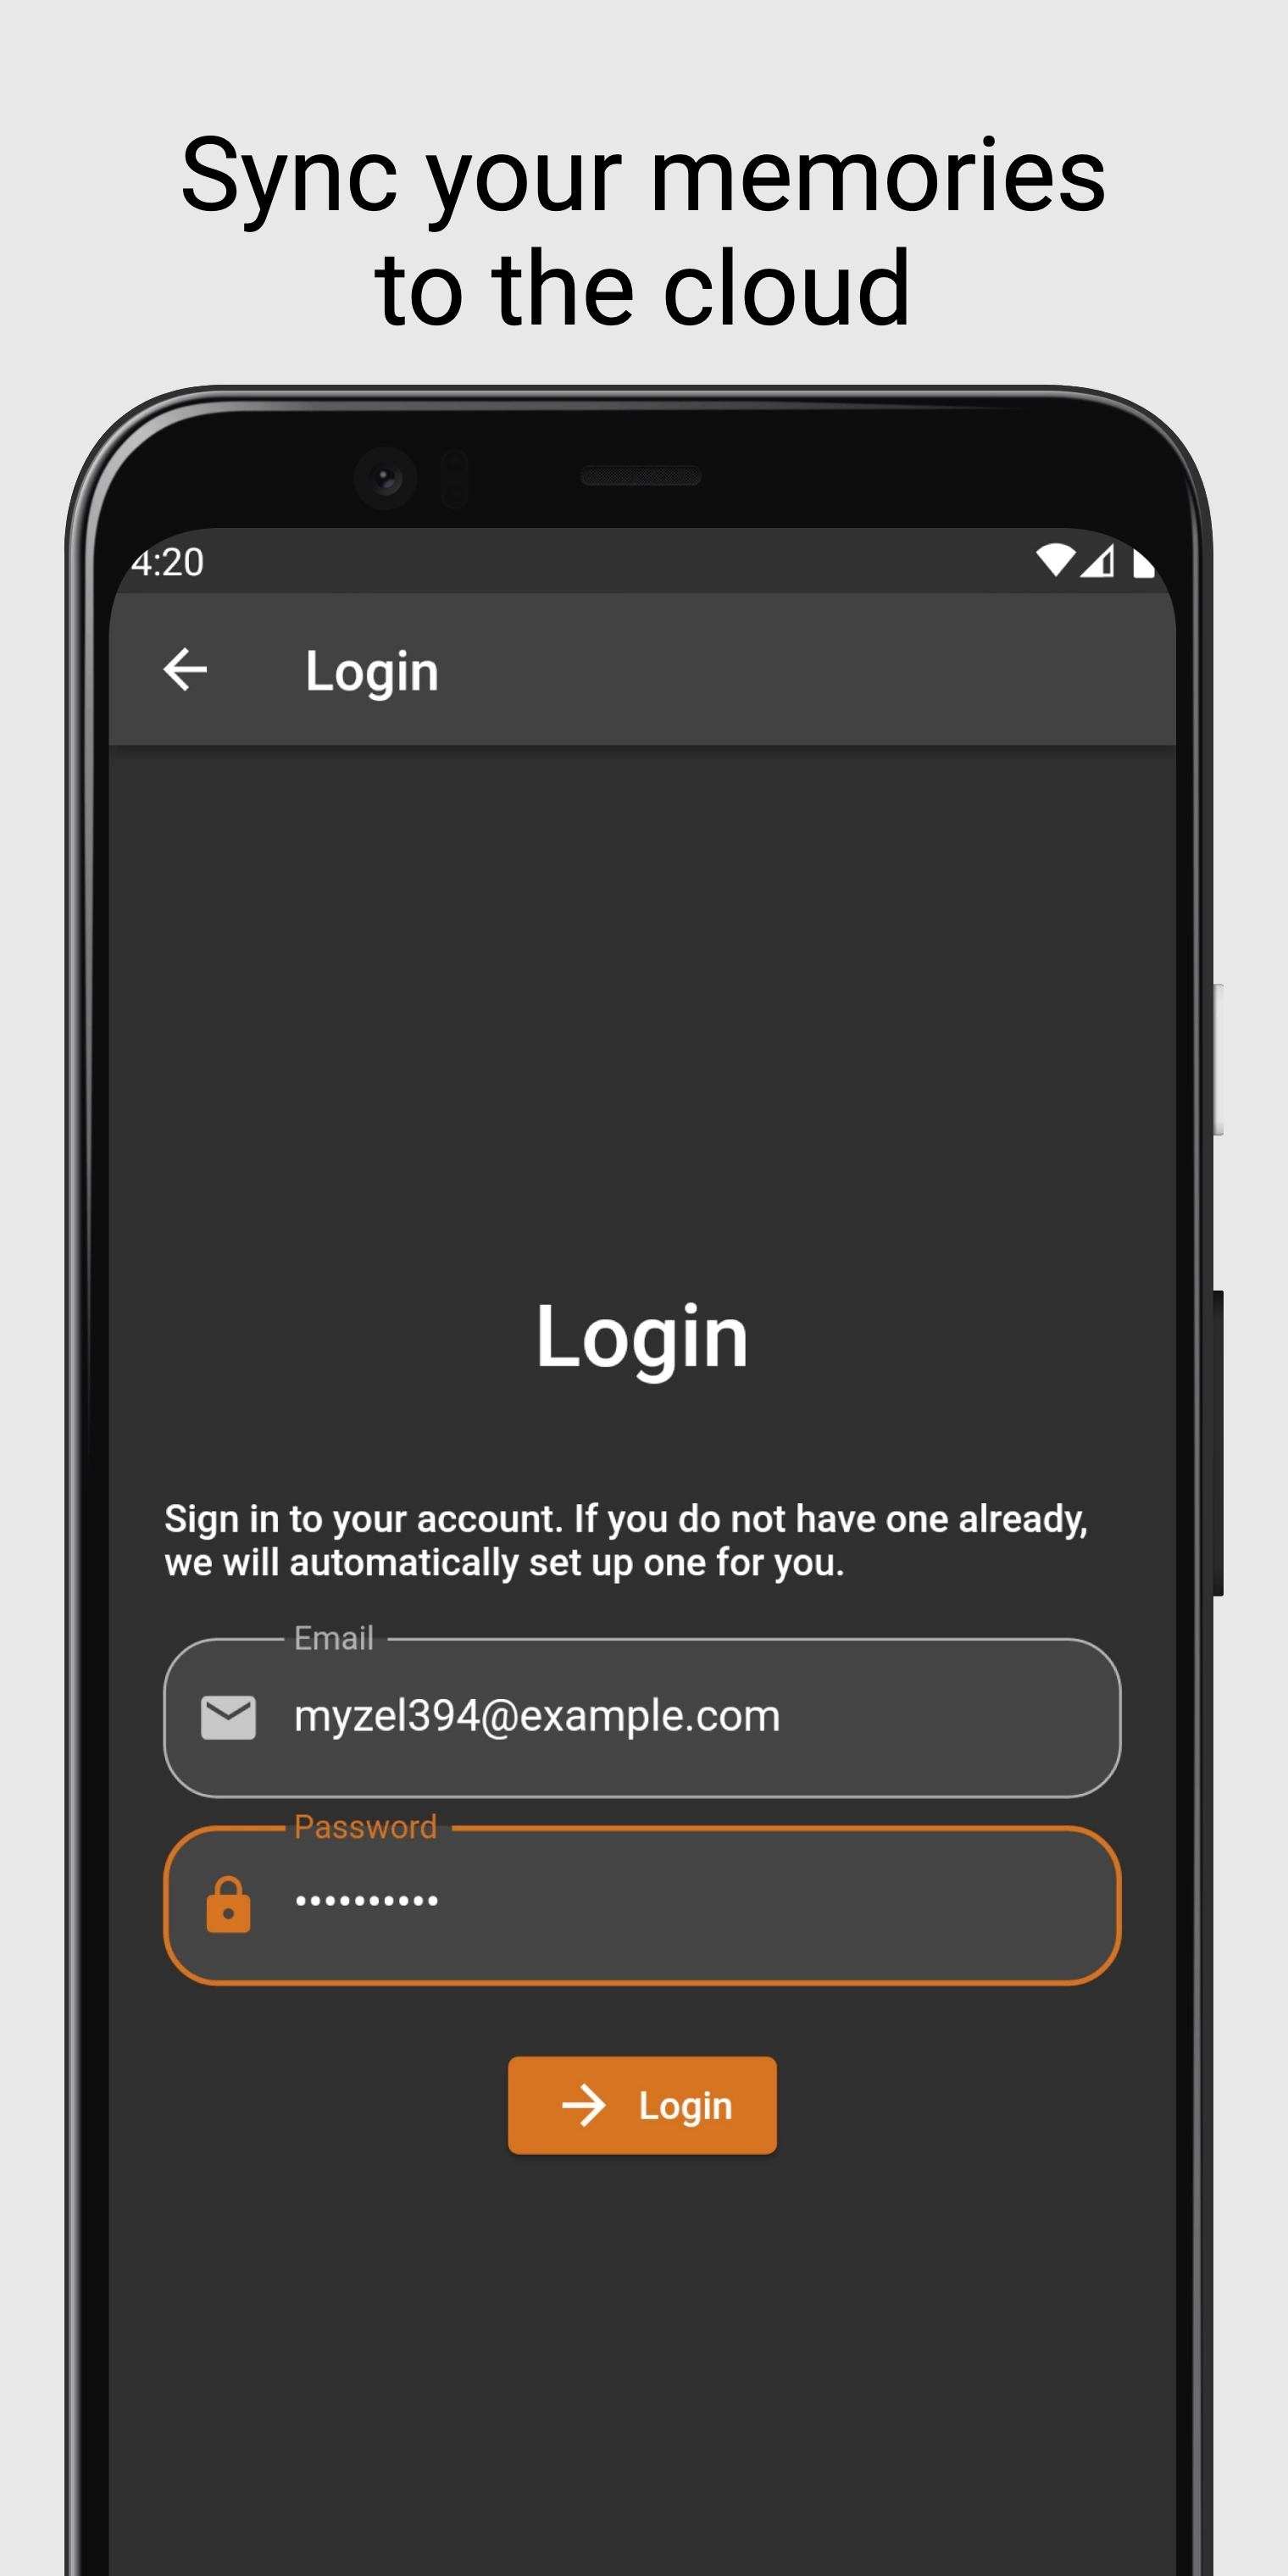 Sync your memories
to the cloud
4:20
Login
Login
Sign in to your account. If you do not have one already,
we will automatically set up one for you.
Email
myzel394@example.com
Password
••••••••••
Login